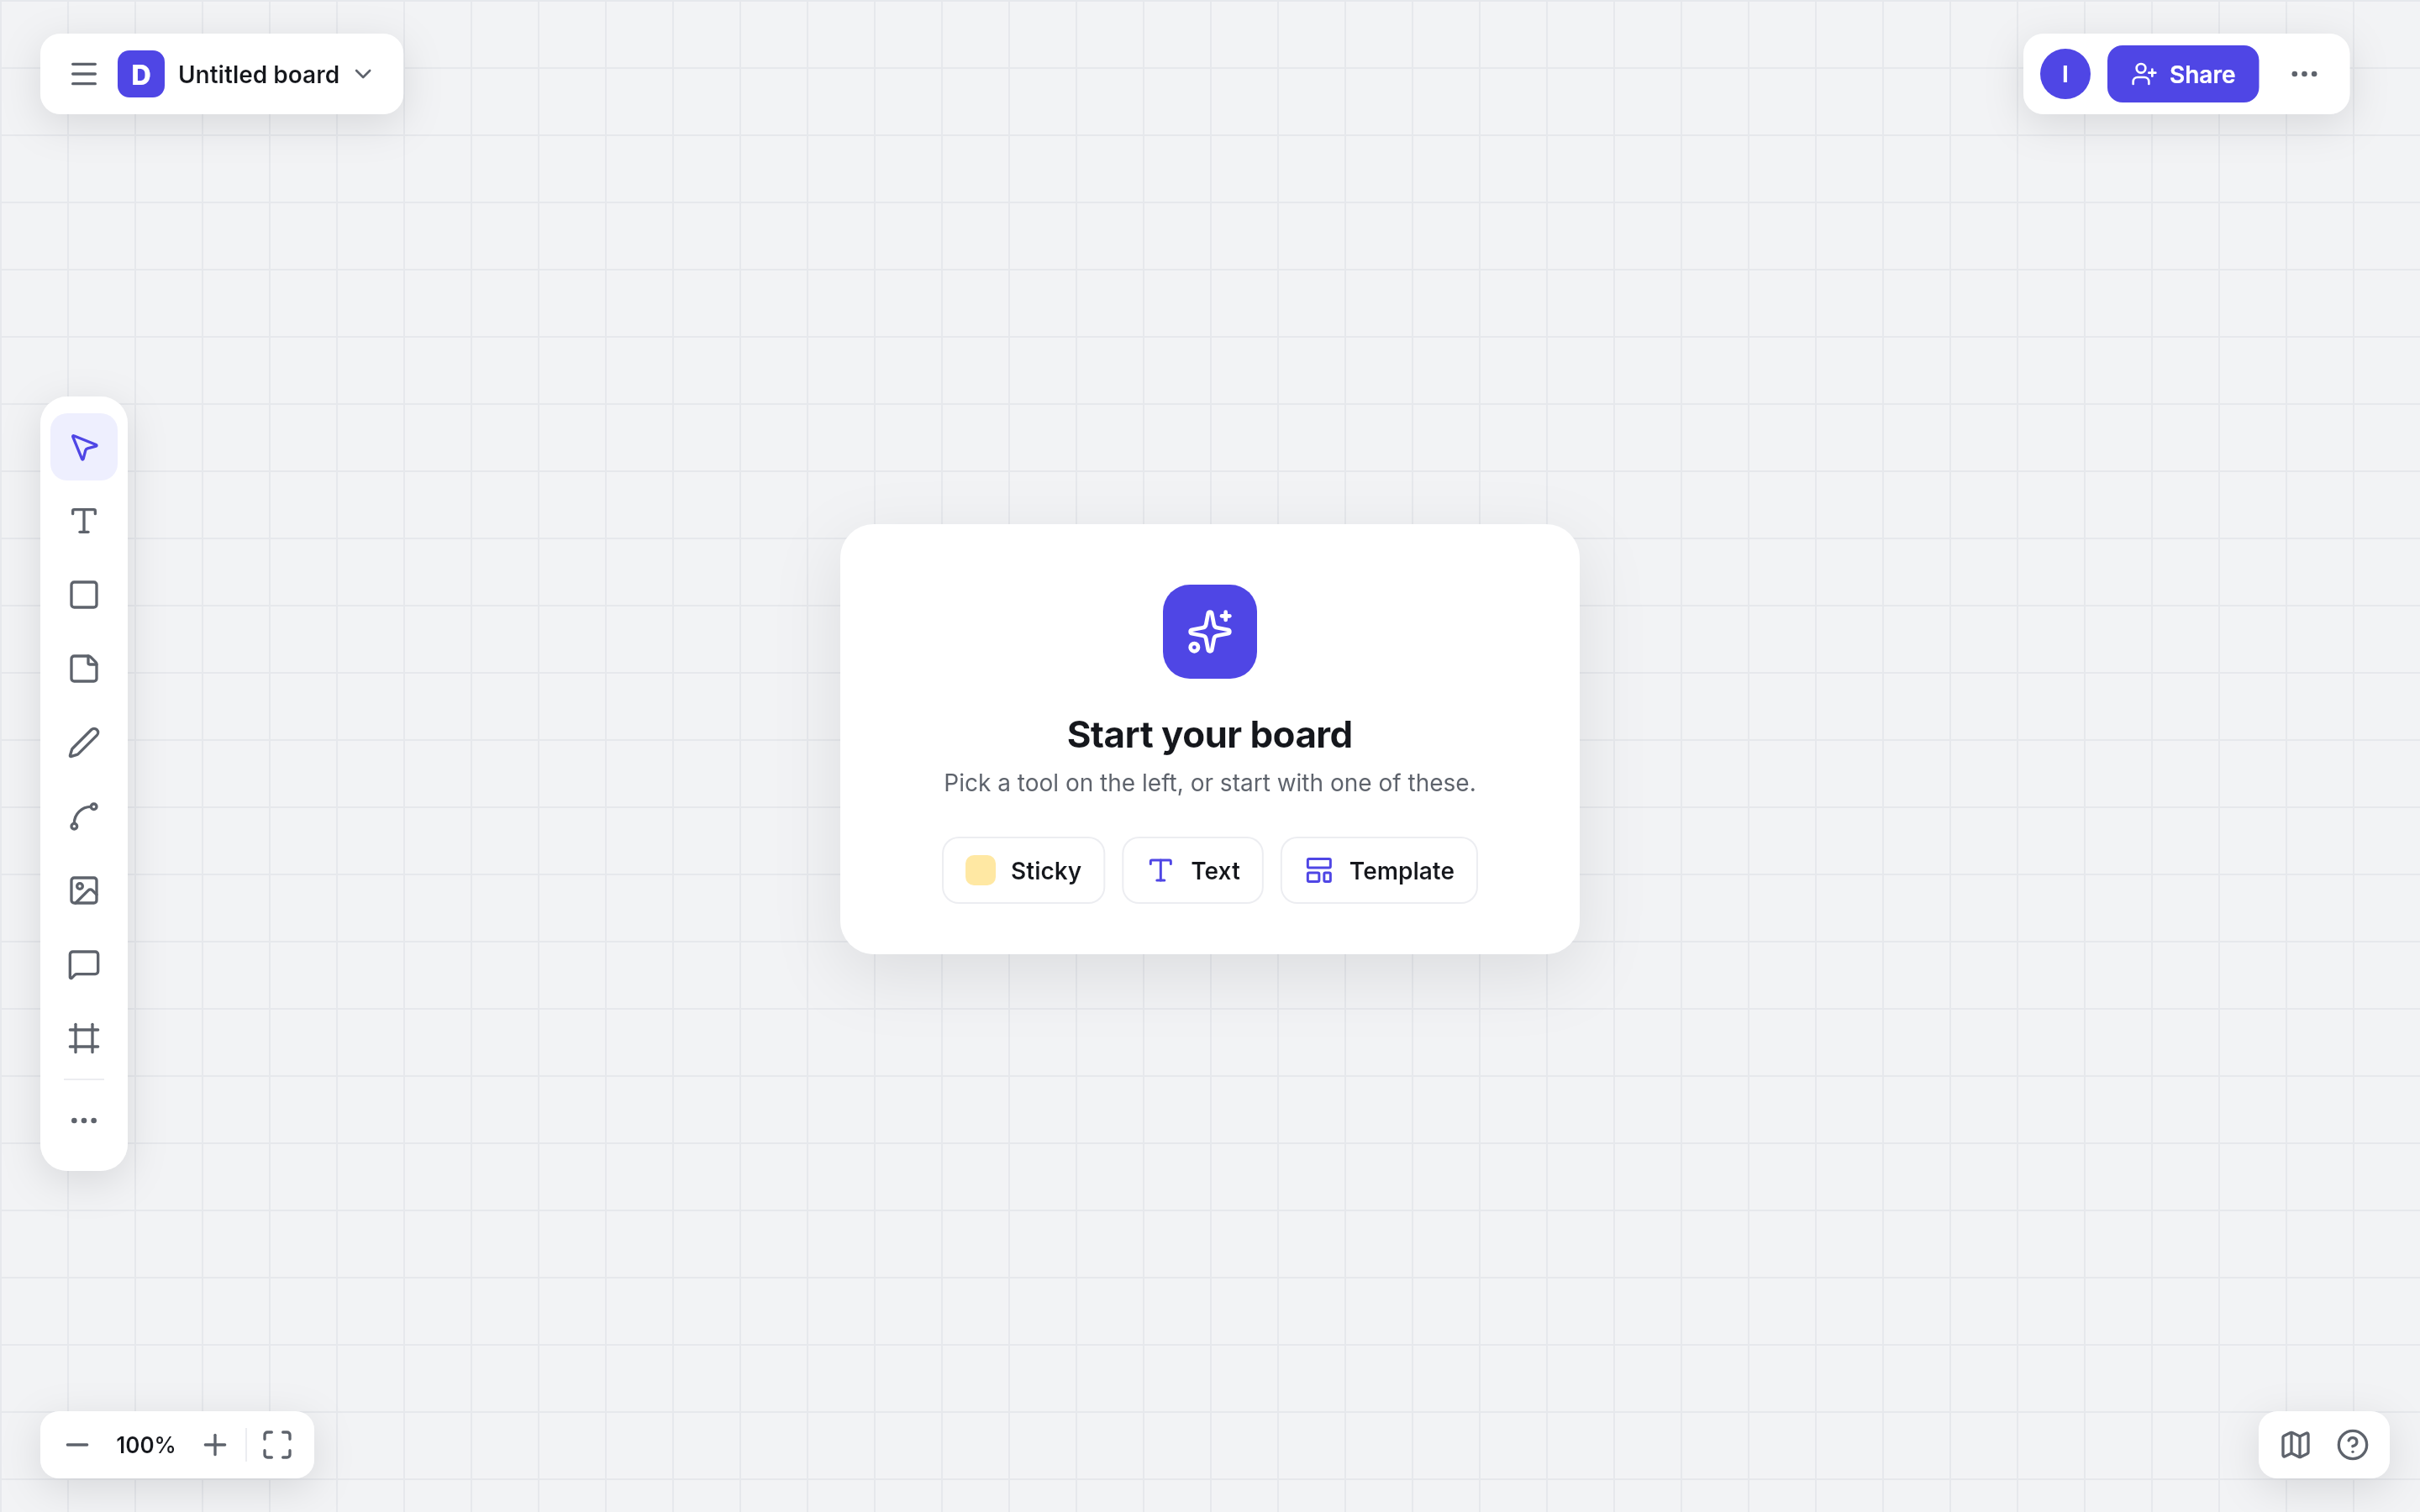 D Untitled board
I Share
Start your board
Pick a tool on the left, or start with one of these.
Sticky Text Template
100%